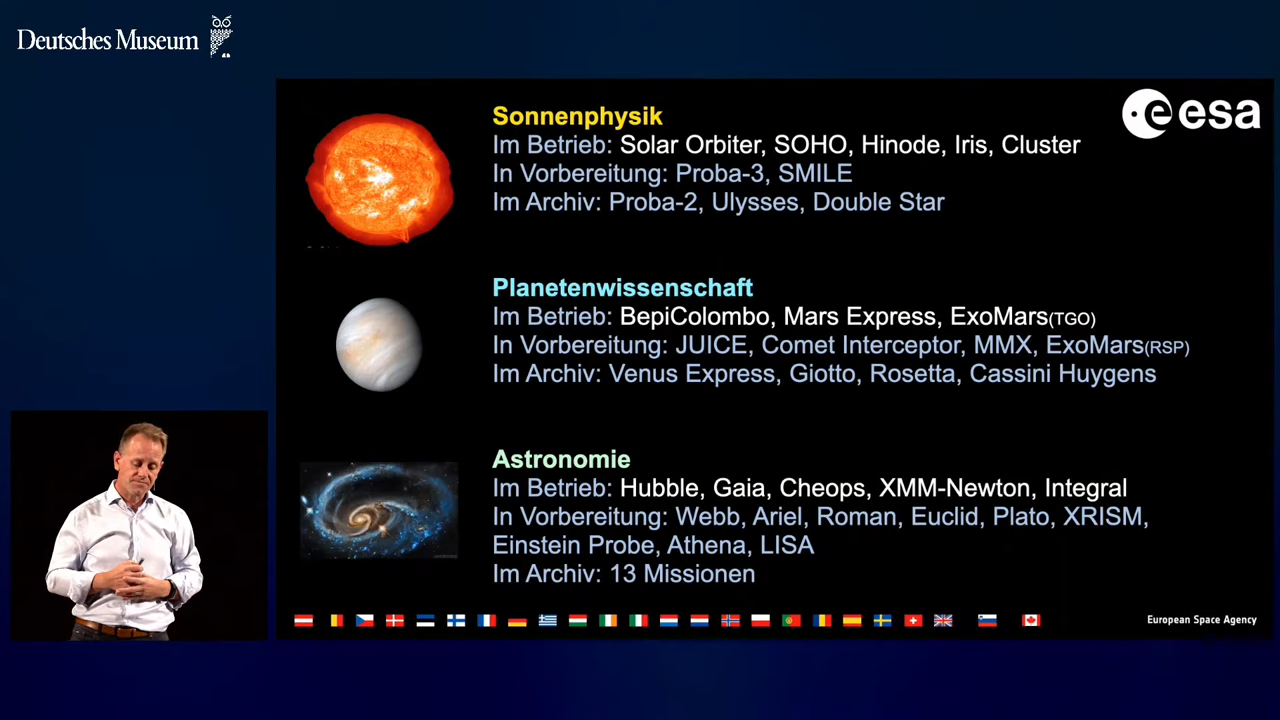 Deutsches Museum
esa
Sonnenphysik
Im Betrieb: Solar Orbiter, SOHO, Hinode, Iris, Cluster
In Vorbereitung: Proba-3, SMILE
Im Archiv: Proba-2, Ulysses, Double Star
Planetenwissenschaft
Im Betrieb: BepiColombo, Mars Express, ExoMars(TGO)
In Vorbereitung: JUICE, Comet Interceptor, MMX, ExoMars(RSP)
Im Archiv: Venus Express, Giotto, Rosetta, Cassini Huygens
Astronomie
Im Betrieb: Hubble, Gaia, Cheops, XMM-Newton, Integral
In Vorbereitung: Webb, Ariel, Roman, Euclid, Plato, XRISM,
Einstein Probe, Athena, LISA
Im Archiv: 13 Missionen
European Space Agency